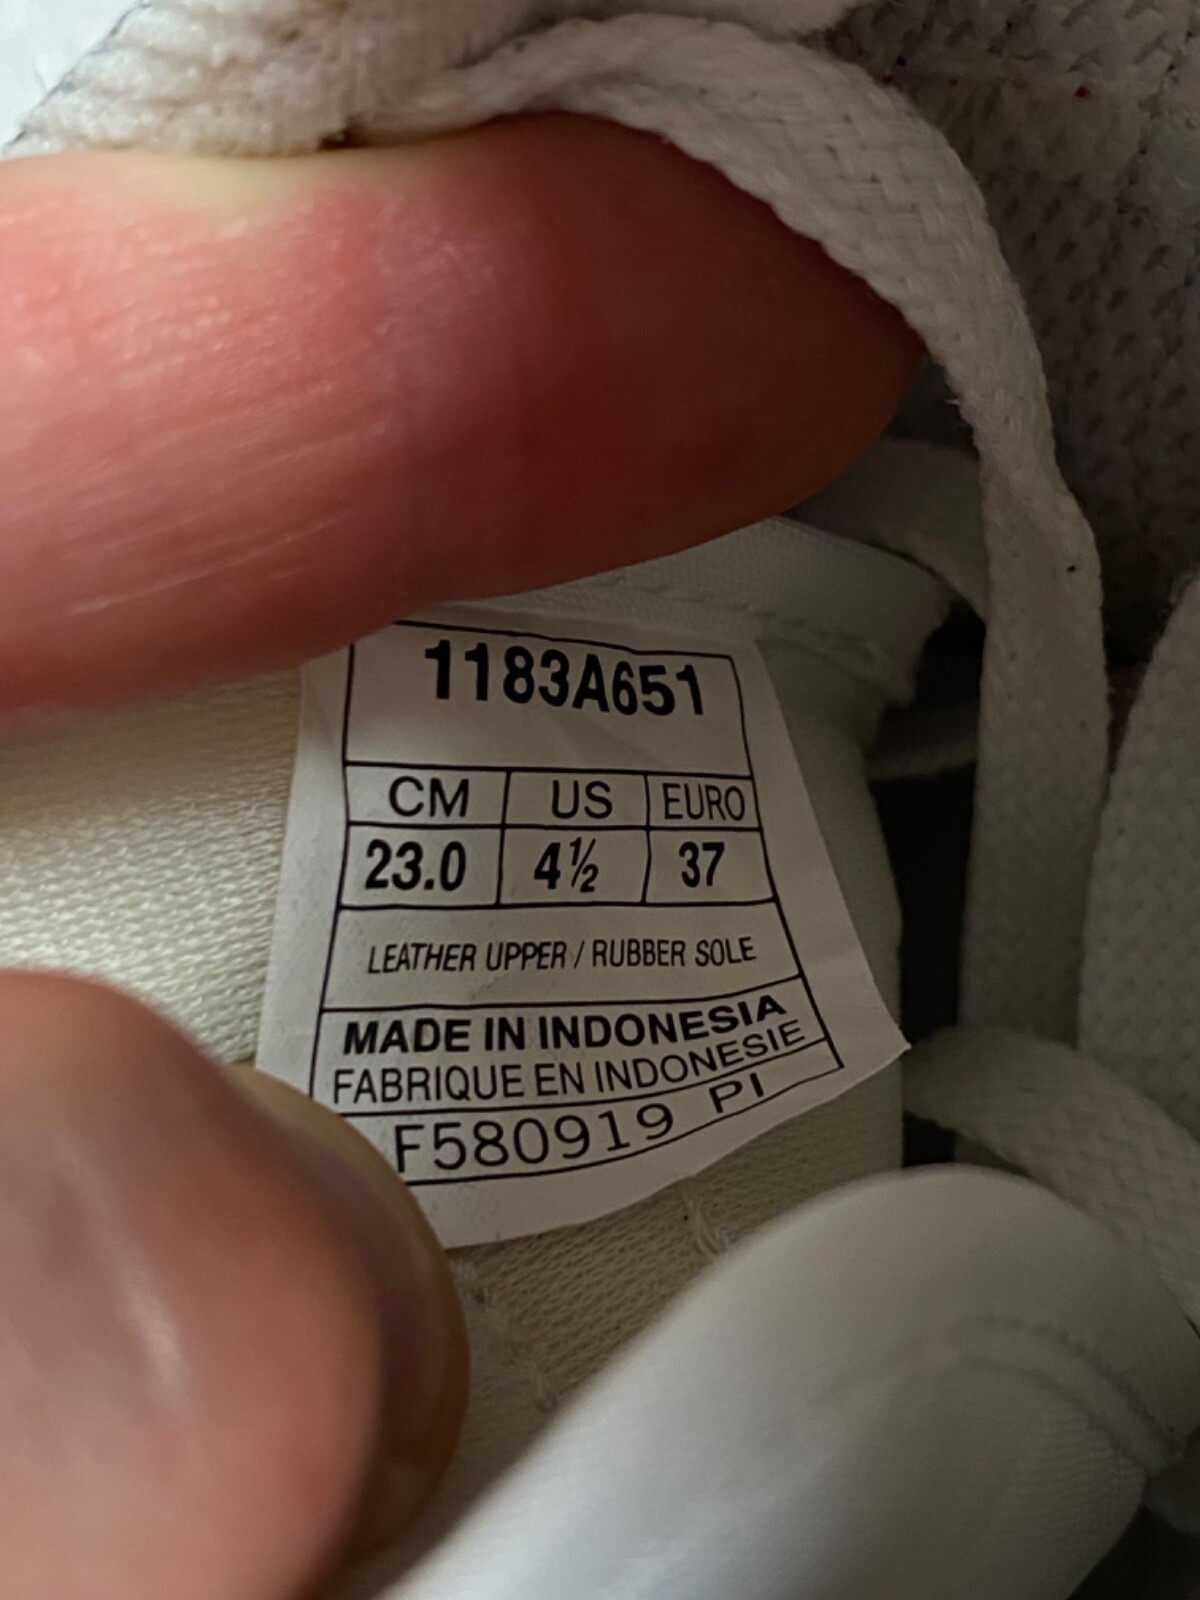 1183A651
CM US EURO
23.0 4½ 37
LEATHER UPPER / RUBBER SOLE
MADE IN INDONESIA
FABRIQUE EN INDONESIE
F580919 PI